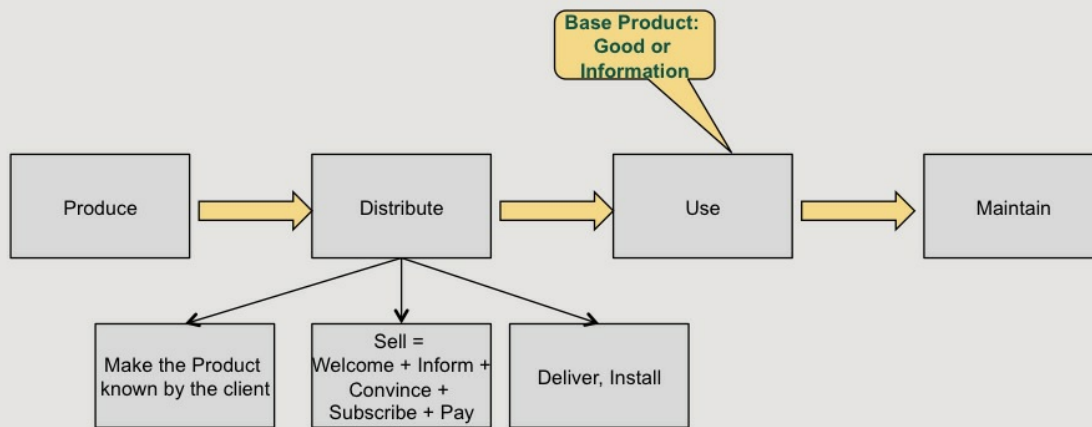 Base Product:
Good or
Information
Produce
Distribute
Use
Maintain
Make the Product
known by the client
Sell =
Welcome + Inform +
Convince +
Subscribe + Pay
Deliver, Install